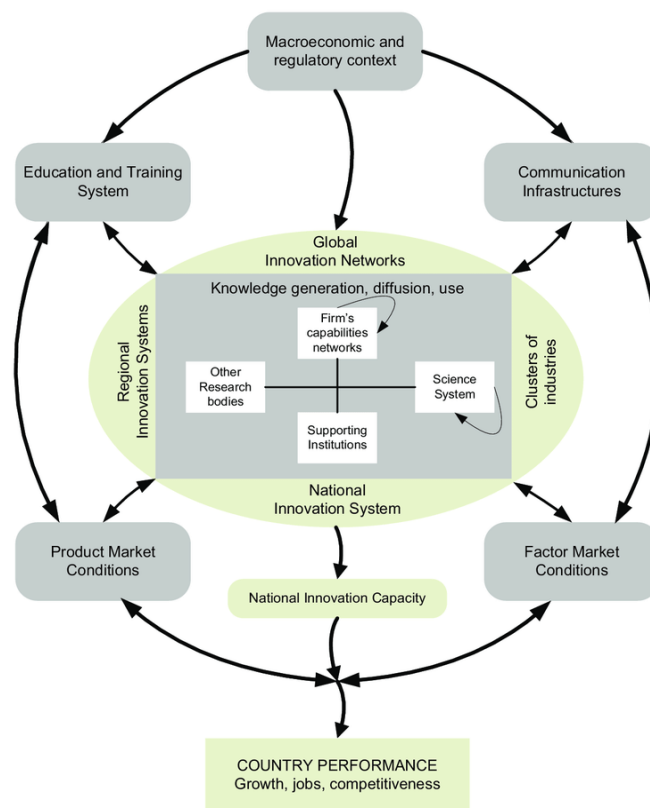 Macroeconomic and
regulatory context
Education and Training
System
Communication
Infrastructures
Global
Innovation Networks
Knowledge generation, diffusion, use
Firm's
capabilities
networks
Regional
Innovation Systems
Other
Research
bodies
Science
System
Clusters of
industries
Supporting
Institutions
National
Innovation System
Product Market
Conditions
Factor Market
Conditions
National Innovation Capacity
COUNTRY PERFORMANCE
Growth, jobs, competitiveness